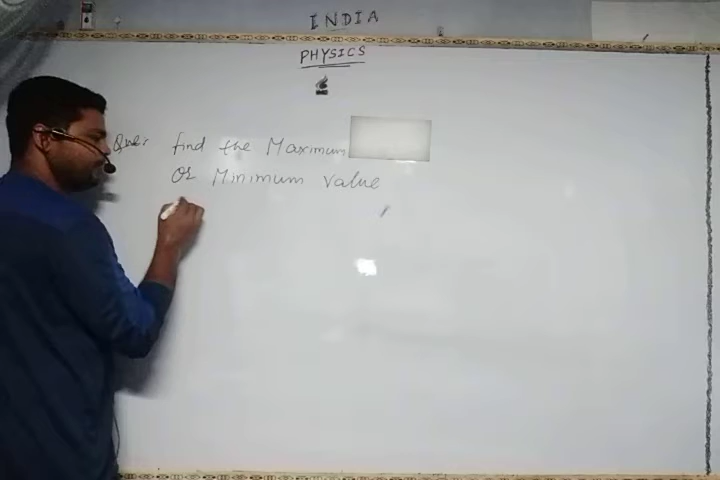 INDIA
PHYSICS
Que:- find the Maximum
or Minimum value